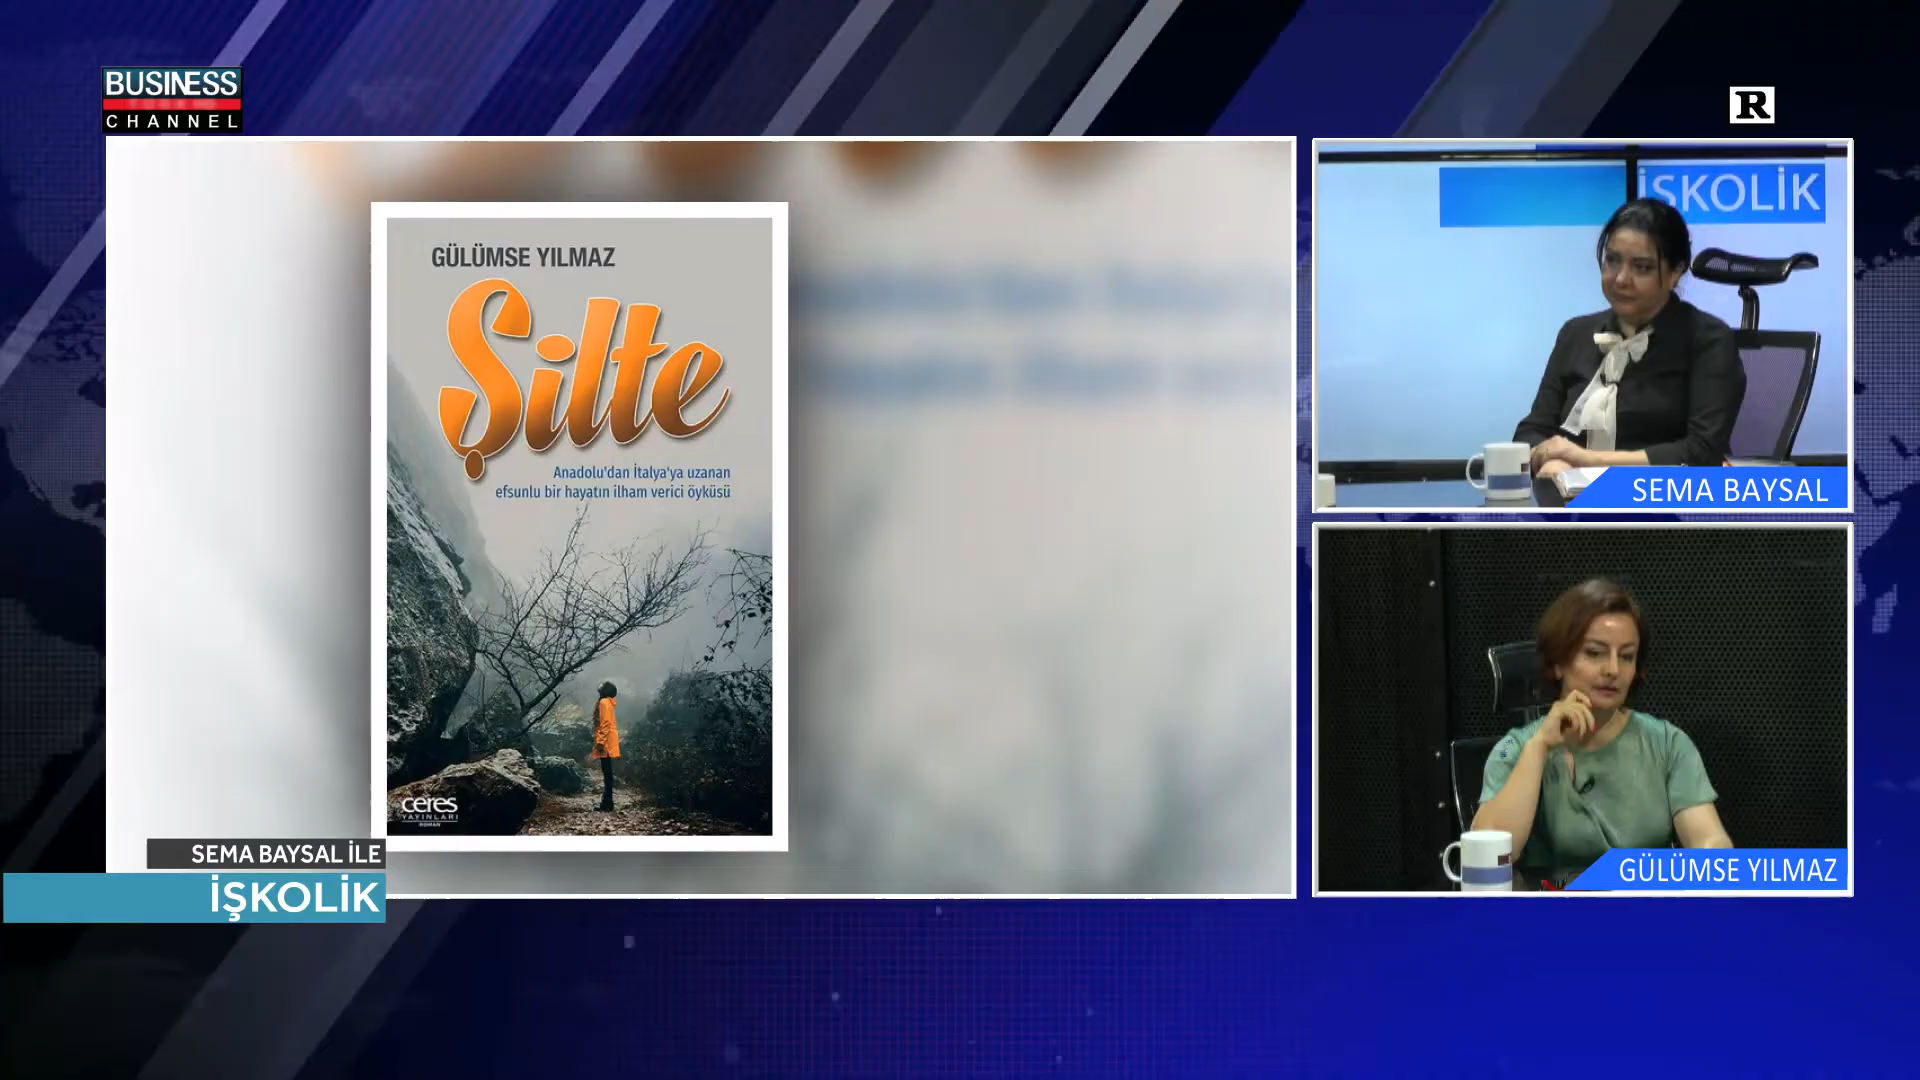 BUSINESS
CHANNEL
R
GÜLÜMSE YILMAZ
Şilte
Anadolu'dan İtalya'ya uzanan
efsunlu bir hayatın ilham verici öyküsü
ceres
YAYINLARI
ROMAN
İŞKOLİK
SEMA BAYSAL
GÜLÜMSE YILMAZ
SEMA BAYSAL İLE
İŞKOLİK